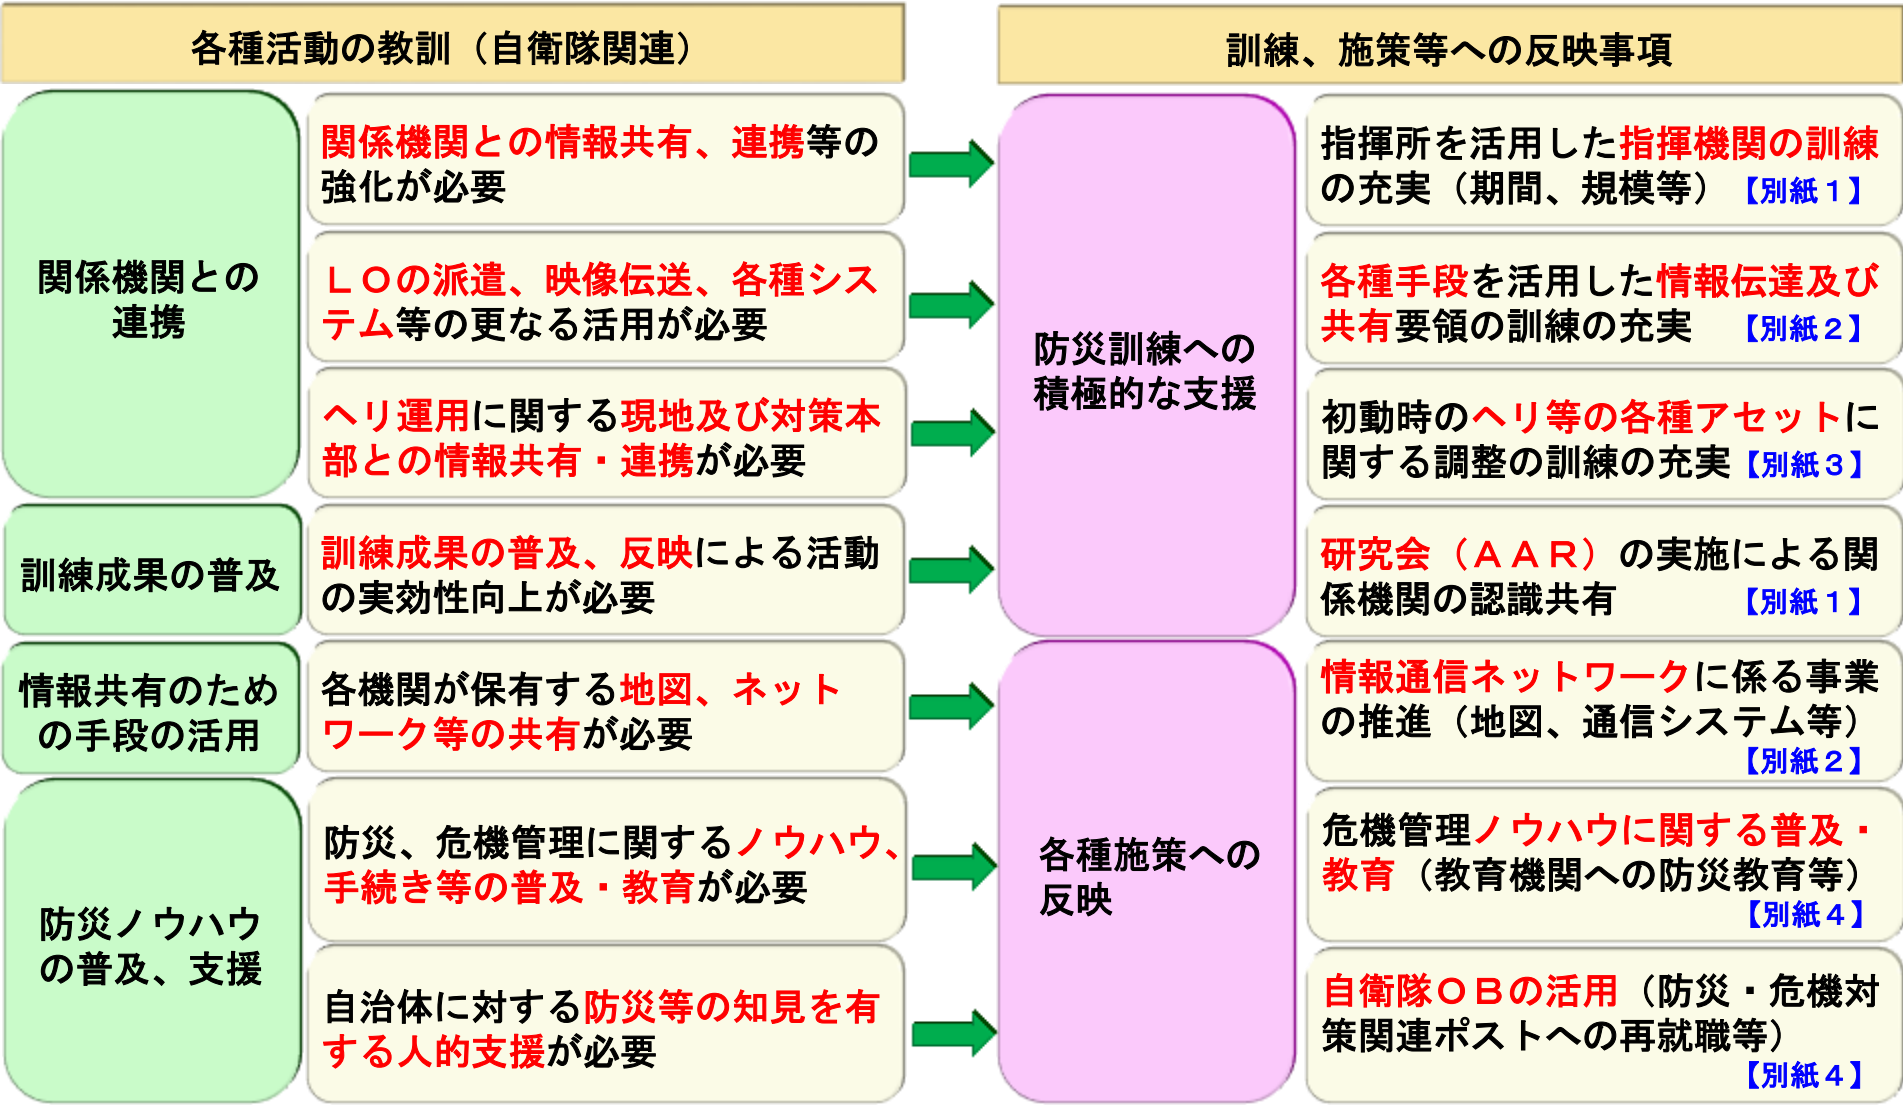 各種活動の教訓（自衛隊関連）
訓練、施策等への反映事項
関係機関との
連携
関係機関との情報共有、連携等の
強化が必要
ＬＯの派遣、映像伝送、各種シス
テム等の更なる活用が必要
ヘリ運用に関する現地及び対策本
部との情報共有・連携が必要
訓練成果の普及
訓練成果の普及、反映による活動
の実効性向上が必要
情報共有のため
の手段の活用
各機関が保有する地図、ネット
ワーク等の共有が必要
防災ノウハウ
の普及、支援
防災、危機管理に関するノウハウ、
手続き等の普及・教育が必要
自治体に対する防災等の知見を有
する人的支援が必要
防災訓練への
積極的な支援
指揮所を活用した指揮機関の訓練
の充実（期間、規模等）【別紙１】
各種手段を活用した情報伝達及び
共有要領の訓練の充実　【別紙２】
初動時のヘリ等の各種アセットに
関する調整の訓練の充実【別紙３】
研究会（ＡＡＲ）の実施による関
係機関の認識共有　【別紙１】
各種施策への
反映
情報通信ネットワークに係る事業
の推進（地図、通信システム等）
【別紙２】
危機管理ノウハウに関する普及・
教育（教育機関への防災教育等）
【別紙４】
自衛隊ＯＢの活用（防災・危機対
策関連ポストへの再就職等）
【別紙４】